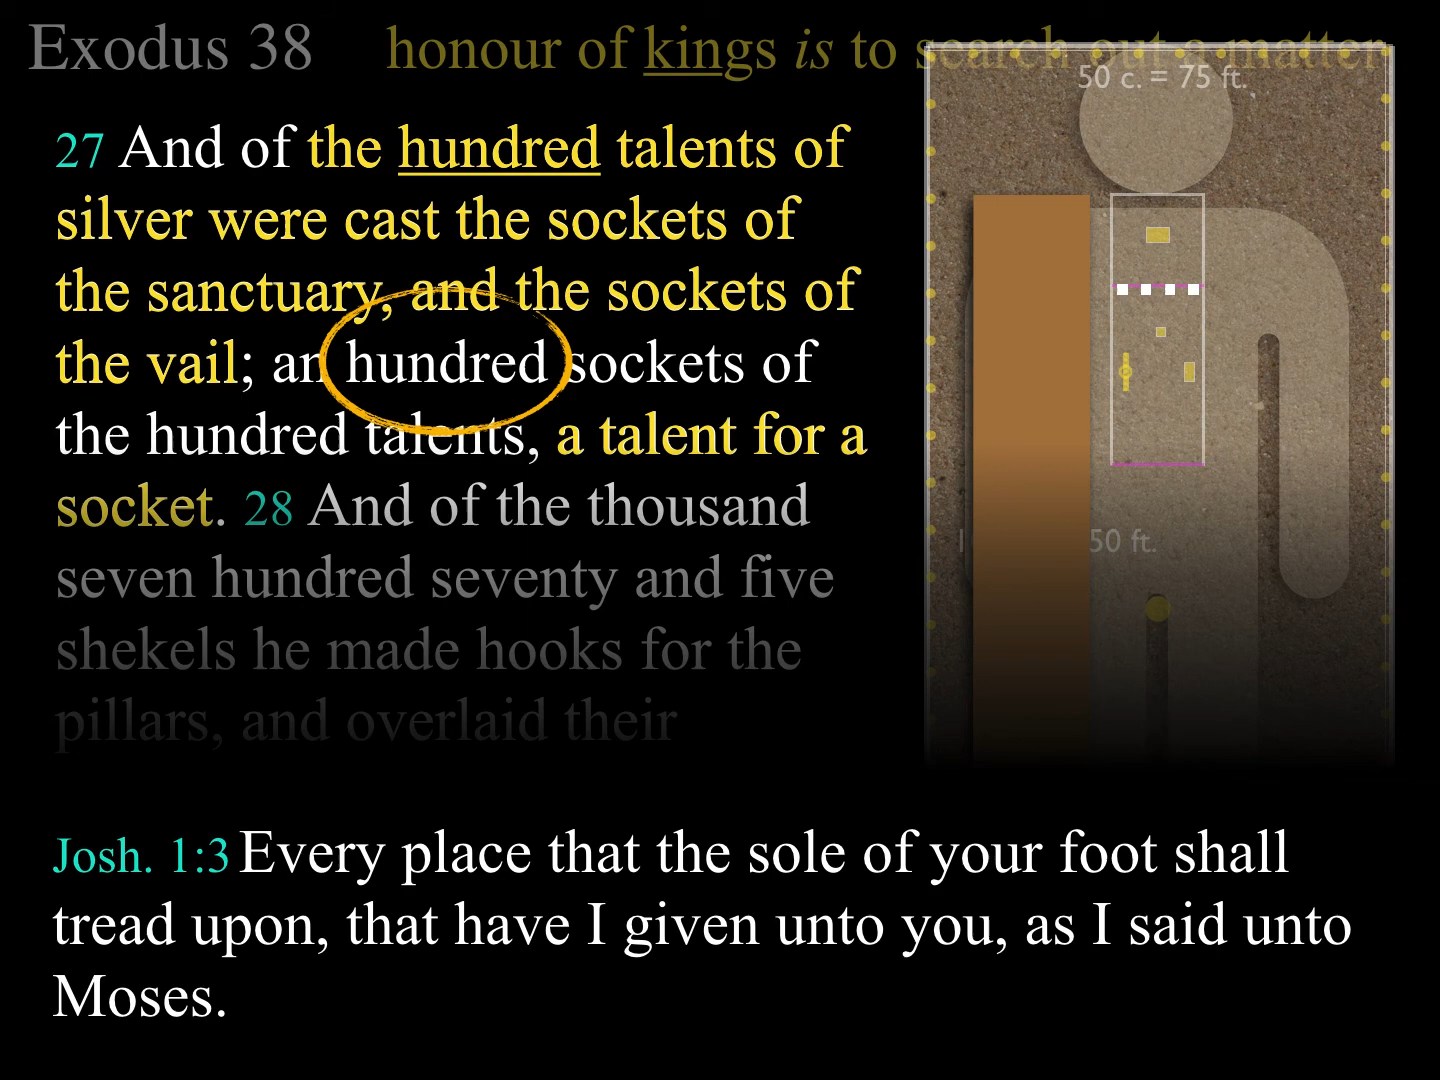 Exodus 38
honour of kings is to search out a matter
50 c. = 75 ft.
27 And of the hundred talents of
silver were cast the sockets of
the sanctuary, and the sockets of
the vail; an hundred sockets of
the hundred talents, a talent for a
socket. 28 And of the thousand
seven hundred seventy and five
shekels he made hooks for the
pillars, and overlaid their
50 ft.
Josh. 1:3 Every place that the sole of your foot shall
tread upon, that have I given unto you, as I said unto
Moses.